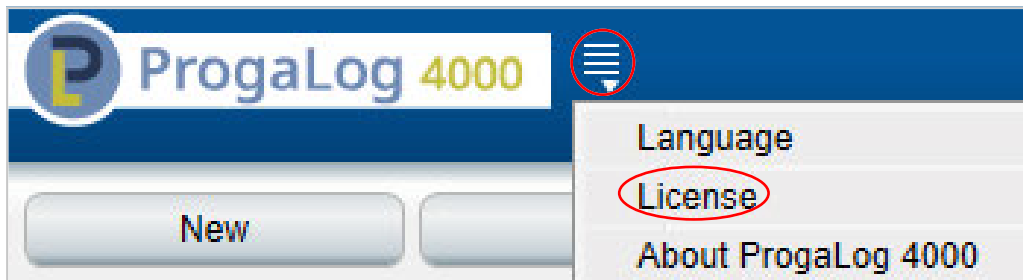 ProgaLog 4000
Language
License
New
About ProgaLog 4000